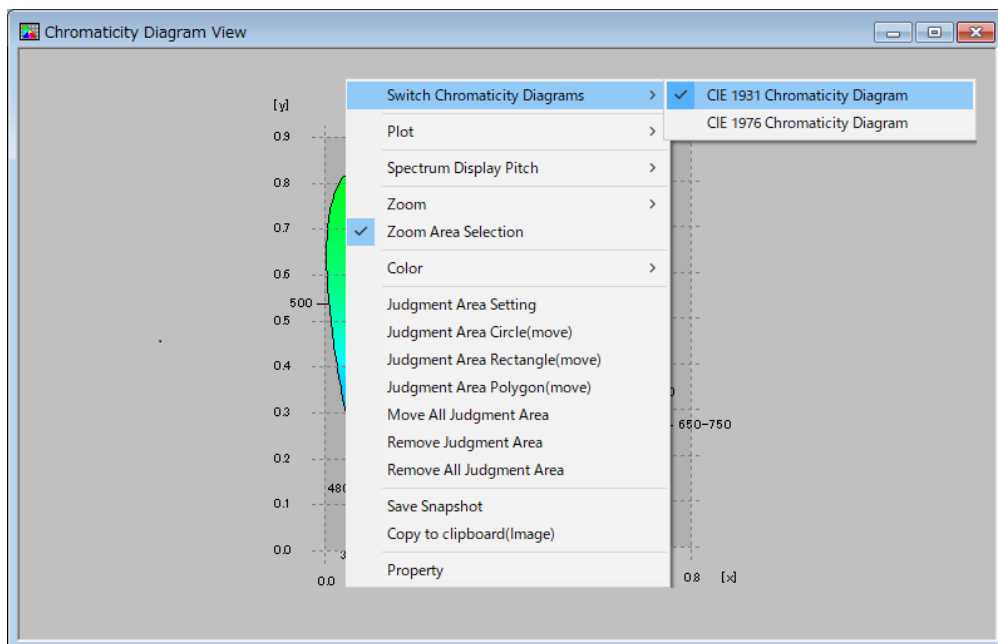 Chromaticity Diagram View
[y]
0.9
0.8
0.7
0.6
500
0.5
0.4
0.3
0.2
480
0.1
0.0
0.0
Switch Chromaticity Diagrams
Plot
Spectrum Display Pitch
Zoom
Zoom Area Selection
Color
Judgment Area Setting
Judgment Area Circle(move)
Judgment Area Rectangle(move)
Judgment Area Polygon(move)
Move All Judgment Area
Remove Judgment Area
Remove All Judgment Area
Save Snapshot
Copy to clipboard(Image)
Property
CIE 1931 Chromaticity Diagram
CIE 1976 Chromaticity Diagram
650-750
0.8 [x]